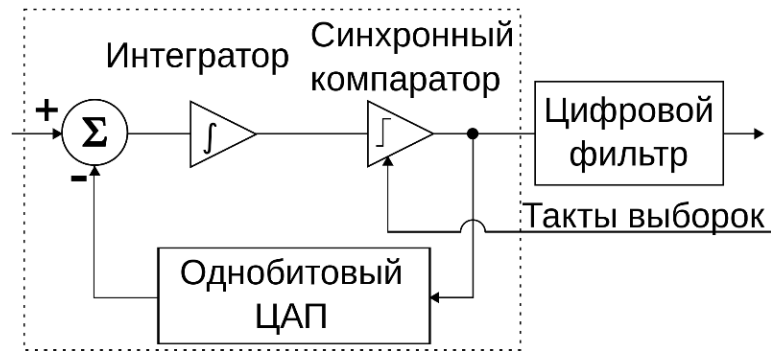 Интегратор
Синхронный
компаратор
+
Σ
-
∫
Цифровой
фильтр
Такты выборок
Однобитовый
ЦАП